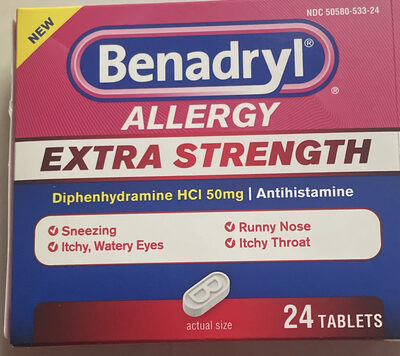 NDC 50580-533-24
NEW
Benadryl®
®
ALLERGY
EXTRA STRENGTH
Diphenhydramine HCl 50mg | Antihistamine
Sneezing
Itchy, Watery Eyes
Runny Nose
Itchy Throat
B
actual size
24 TABLETS